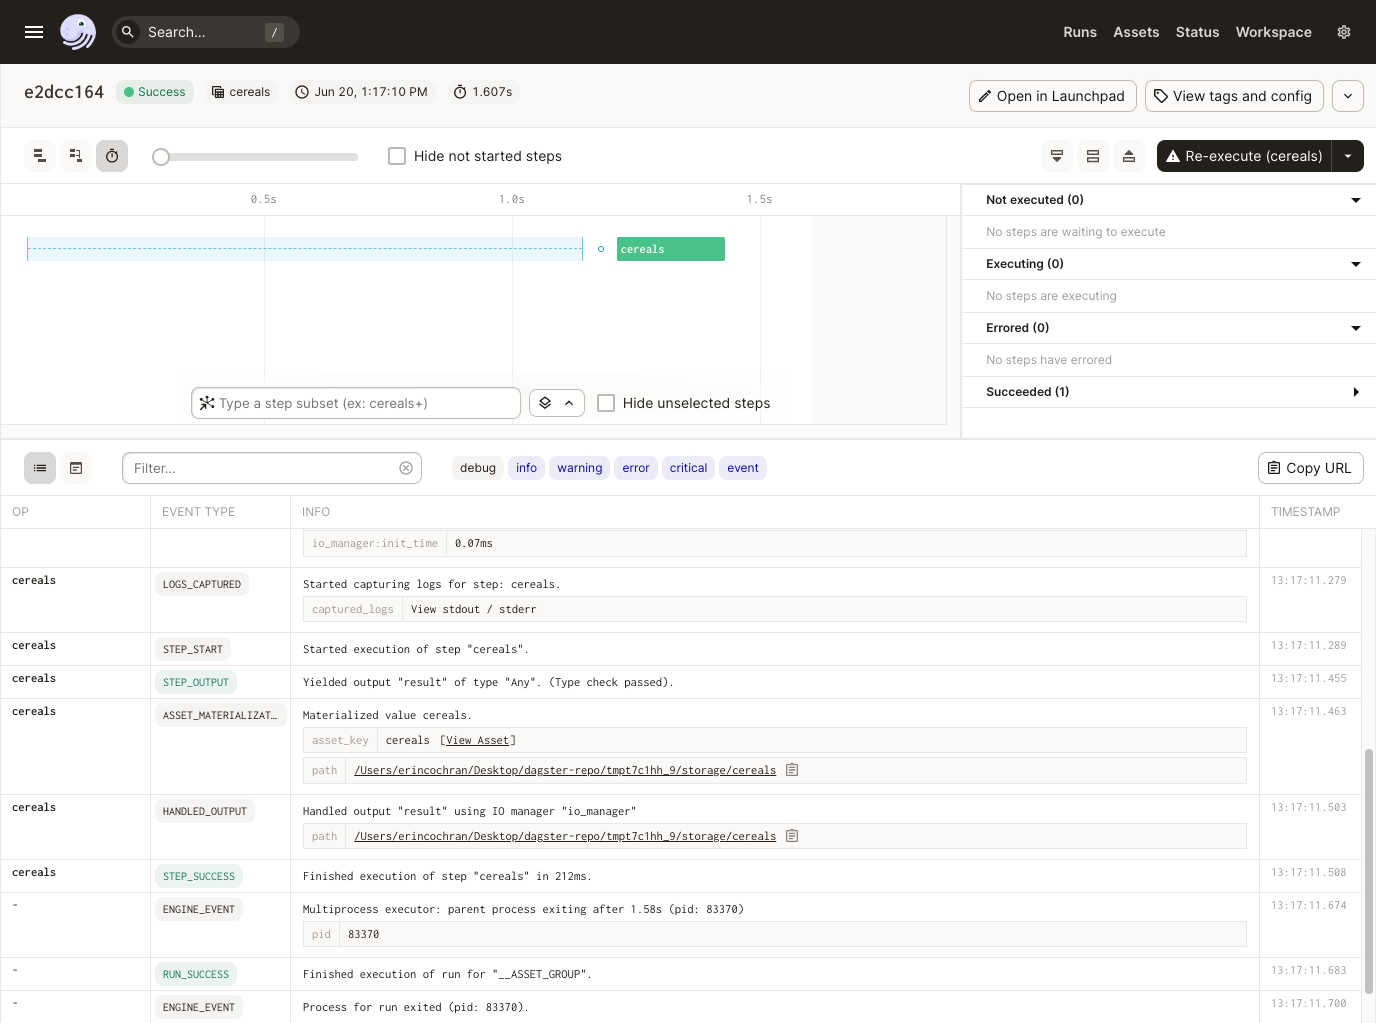 Search... /
Runs Assets Status Workspace
e2dcc164 Success cereals Jun 20, 1:17:10 PM 1.607s
Open in Launchpad View tags and config
Hide not started steps
Re-execute (cereals)
0.5s 1.0s 1.5s
cereals
Type a step subset (ex: cereals+)
Hide unselected steps
Not executed (0)
No steps are waiting to execute
Executing (0)
No steps are executing
Errored (0)
No steps have errored
Succeeded (1)
Filter... debug info warning error critical event Copy URL
OP EVENT TYPE INFO TIMESTAMP
io_manager:init_time 0.07ms
cereals LOGS_CAPTURED Started capturing logs for step: cereals. 13:17:11.279
captured_logs View stdout / stderr
cereals STEP_START Started execution of step "cereals". 13:17:11.289
cereals STEP_OUTPUT Yielded output "result" of type "Any". (Type check passed). 13:17:11.455
cereals ASSET_MATERIALIZAT... Materialized value cereals. 13:17:11.463
asset_key cereals [View Asset]
path /Users/erincochran/Desktop/dagster-repo/tmpt7c1hh_9/storage/cereals
cereals HANDLED_OUTPUT Handled output "result" using IO manager "io_manager" 13:17:11.503
path /Users/erincochran/Desktop/dagster-repo/tmpt7c1hh_9/storage/cereals
cereals STEP_SUCCESS Finished execution of step "cereals" in 212ms. 13:17:11.508
- ENGINE_EVENT Multiprocess executor: parent process exiting after 1.58s (pid: 83370) 13:17:11.674
pid 83370
- RUN_SUCCESS Finished execution of run for "__ASSET_GROUP". 13:17:11.683
- ENGINE_EVENT Process for run exited (pid: 83370). 13:17:11.700